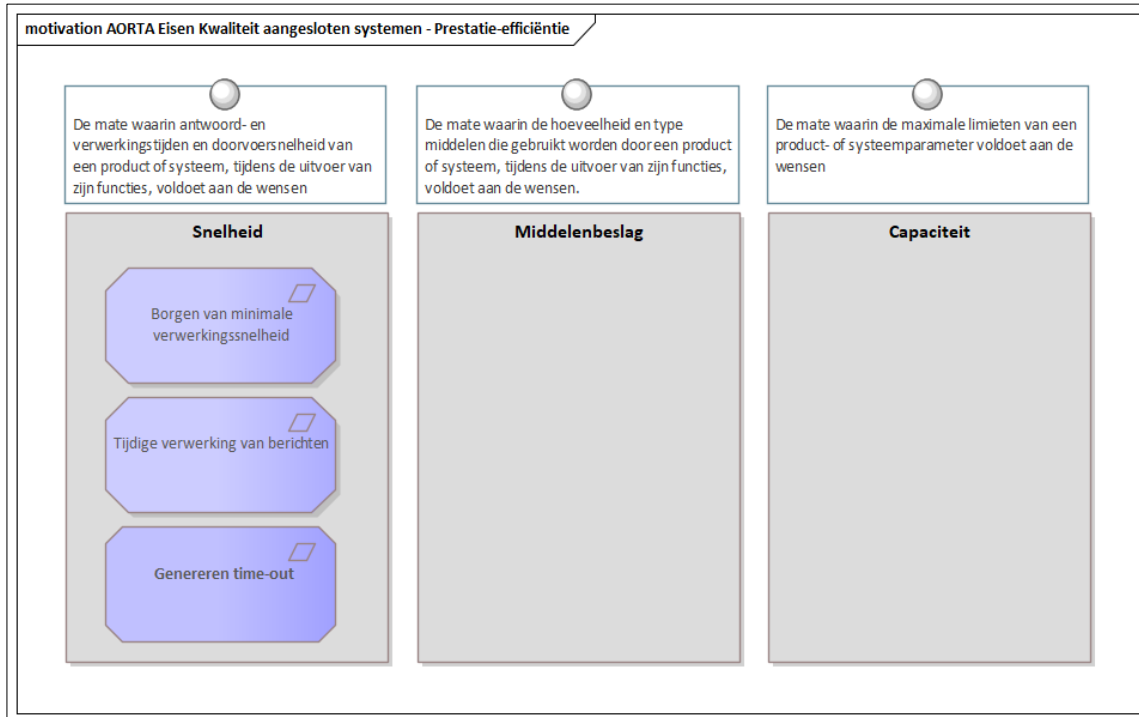 motivation AORTA Eisen Kwaliteit aangesloten systemen - Prestatie-efficiëntie
De mate waarin antwoord- en
verwerkingstijden en doorvoersnelheid van
een product of systeem, tijdens de uitvoer van
zijn functies, voldoet aan de wensen
De mate waarin de hoeveelheid en type
middelen die gebruikt worden door een product
of systeem, tijdens de uitvoer van zijn functies,
voldoet aan de wensen.
De mate waarin de maximale limieten van een
product- of systeemparameter voldoet aan de
wensen
Snelheid
Borgen van minimale
verwerkingssnelheid
Tijdige verwerking van berichten
Genereren time-out
Middelenbeslag
Capaciteit